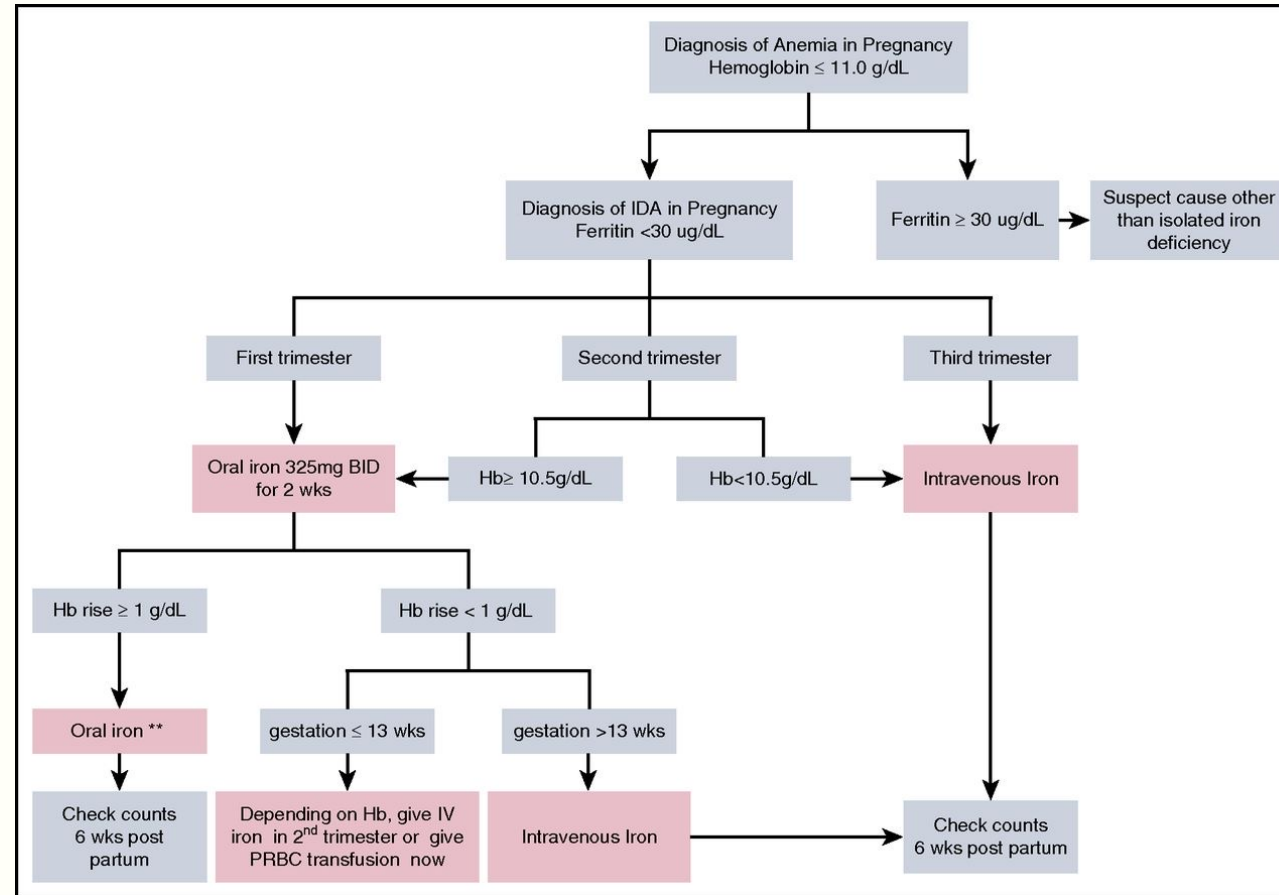 Diagnosis of Anemia in Pregnancy
Hemoglobin ≤ 11.0 g/dL
Diagnosis of IDA in Pregnancy
Ferritin <30 ug/dL
Ferritin ≥ 30 ug/dL
Suspect cause other
than isolated iron
deficiency
First trimester
Second trimester
Third trimester
Oral iron 325mg BID
for 2 wks
Hb≥ 10.5g/dL
Hb<10.5g/dL
Intravenous Iron
Hb rise ≥ 1 g/dL
Hb rise < 1 g/dL
Oral iron **
gestation ≤ 13 wks
gestation >13 wks
Check counts
6 wks post
partum
Depending on Hb, give IV
iron in 2nd trimester or give
PRBC transfusion now
Intravenous Iron
Check counts
6 wks post partum